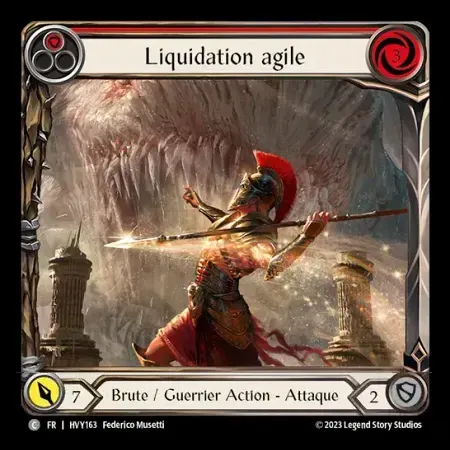 Liquidation agile
3
7
Brute / Guerrier Action - Attaque
2
C FR | HVY163 Federico Musetti
©2023 Legend Story Studios